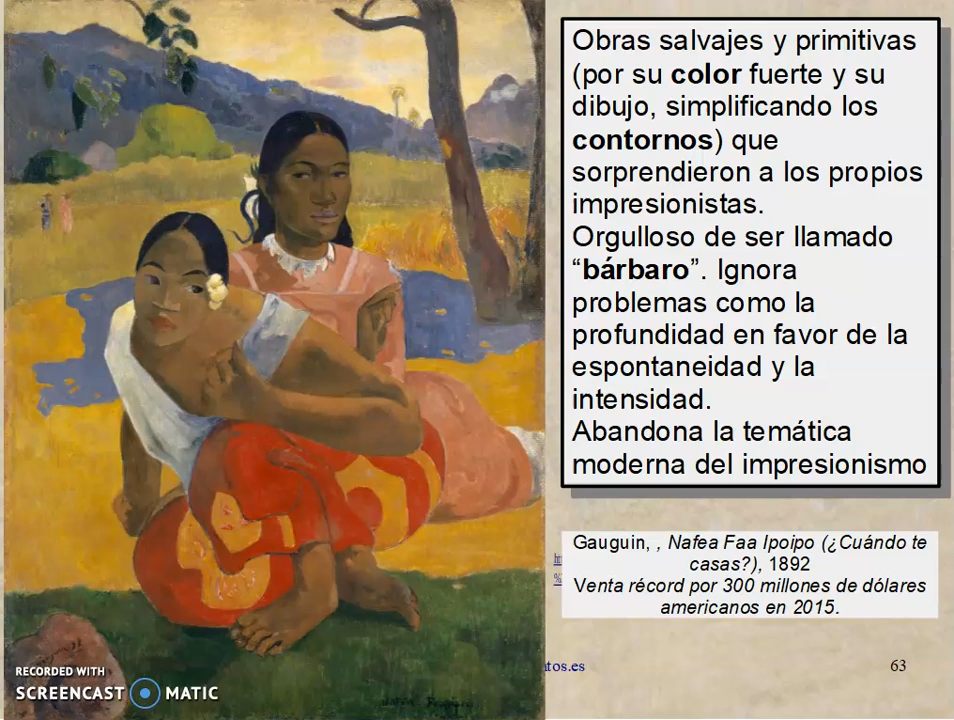 Obras salvajes y primitivas
(por su color fuerte y su
dibujo, simplificando los
contornos) que
sorprendieron a los propios
impresionistas.
Orgulloso de ser llamado
“bárbaro”. Ignora
problemas como la
profundidad en favor de la
espontaneidad y la
intensidad.
Abandona la temática
moderna del impresionismo
Gauguin, , Nafea Faa Ipoipo (¿Cuándo te
casas?), 1892
Venta récord por 300 millones de dólares
americanos en 2015.
tos.es
63
RECORDED WITH
SCREENCAST MATIC